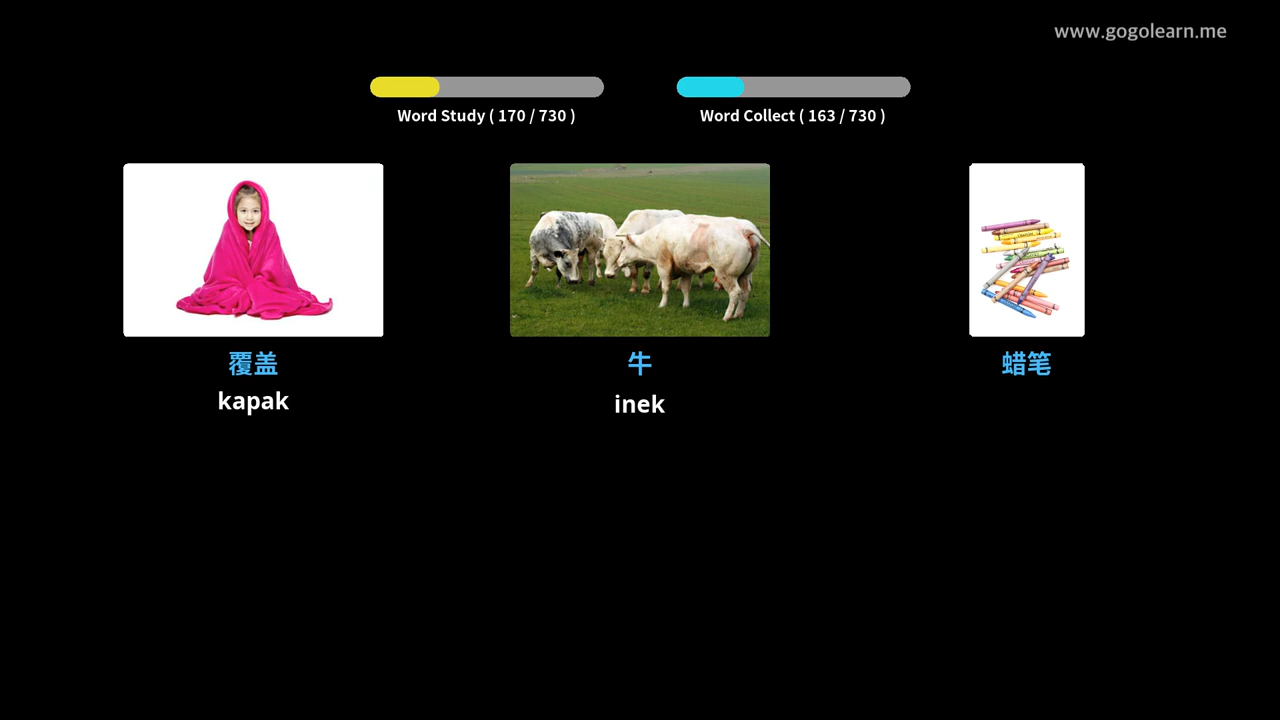 www.gogolearn.me
Word Study ( 170 / 730 )
Word Collect ( 163 / 730 )
覆盖
kapak
牛
inek
蜡笔